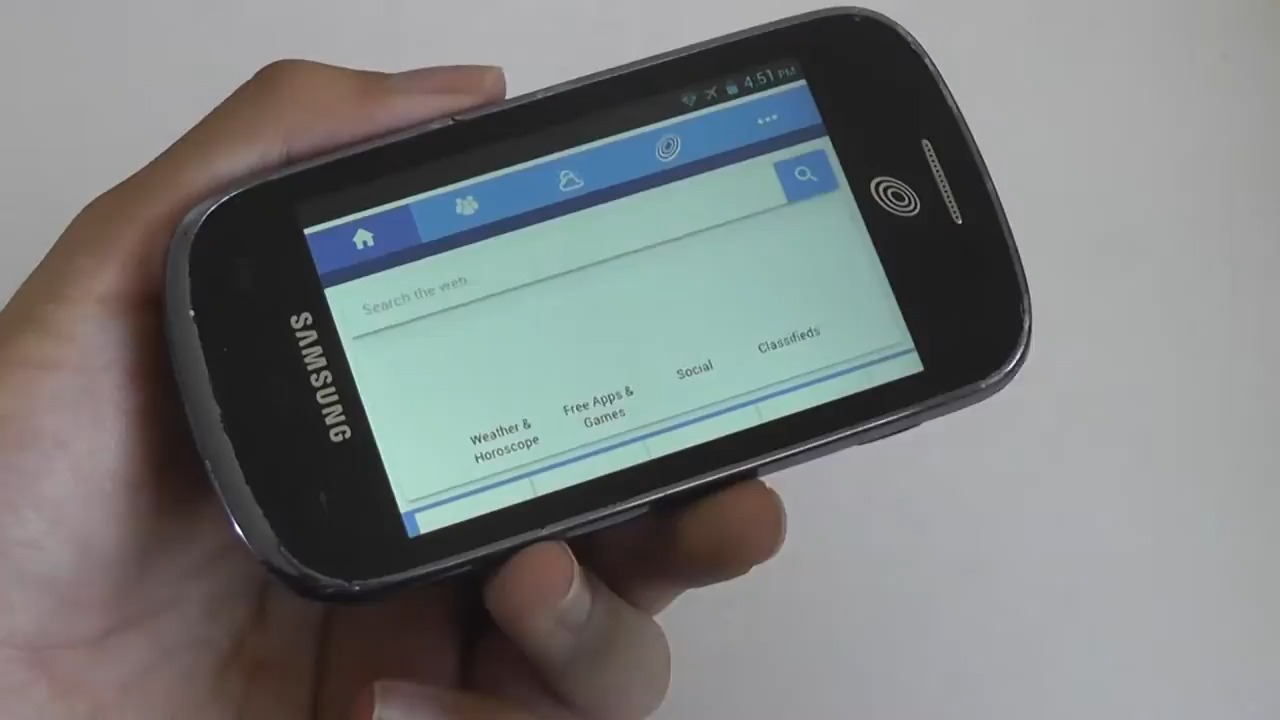 4:51 PM
Search the web
Weather &
Horoscope
Free Apps &
Games
Social
Classifieds
SAMSUNG